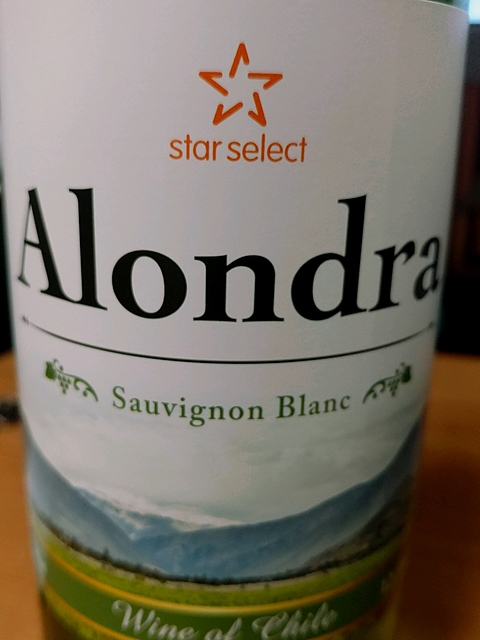 star select
Alondra
Sauvignon Blanc
Wine of Chile